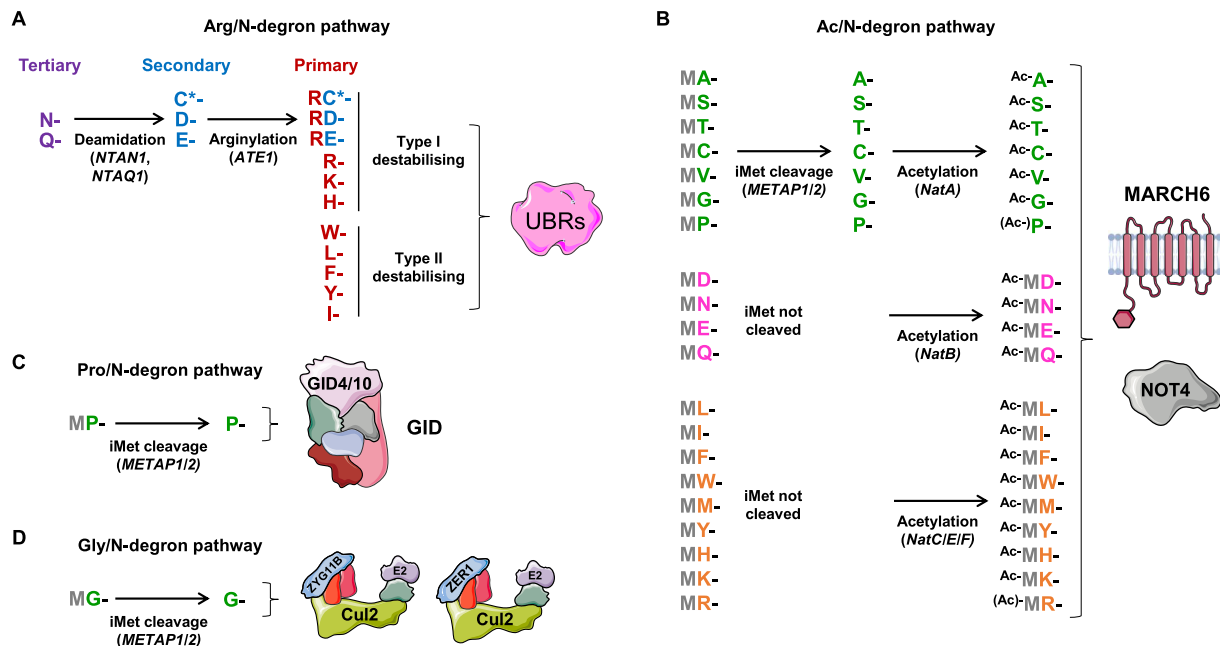 A
Arg/N-degron pathway
Tertiary
Secondary
Primary
N-
Q-
Deamidation
(NTAN1,
NTAQ1)
C*-
D-
E-
Arginylation
(ATE1)
RC*-
RD-
RE-
R-
K-
H-
Type I
destabilising
W-
L-
F-
Y-
I-
Type II
destabilising
UBRs
B
Ac/N-degron pathway
MA-
MS-
MT-
MC-
MV-
MG-
MP-
iMet cleavage
(METAP1/2)
A-
S-
T-
C-
V-
G-
P-
Acetylation
(NatA)
Ac-A-
Ac-S-
Ac-T-
Ac-C-
Ac-V-
Ac-G-
(Ac-)P-
MD-
MN-
ME-
MQ-
iMet not
cleaved
Acetylation
(NatB)
Ac-MD-
Ac-MN-
Ac-ME-
Ac-MQ-
ML-
MI-
MF-
MW-
MM-
MY-
MH-
MK-
MR-
iMet not
cleaved
Acetylation
(NatC/E/F)
Ac-ML-
Ac-MI-
Ac-MF-
Ac-MW-
Ac-MM-
Ac-MY-
Ac-MH-
Ac-MK-
(Ac)-MR-
MARCH6
NOT4
C
Pro/N-degron pathway
MP-
iMet cleavage
(METAP1/2)
P-
GID4/10
GID
D
Gly/N-degron pathway
MG-
iMet cleavage
(METAP1/2)
G-
ZYG11B
E2
Cul2
ZER1
E2
Cul2